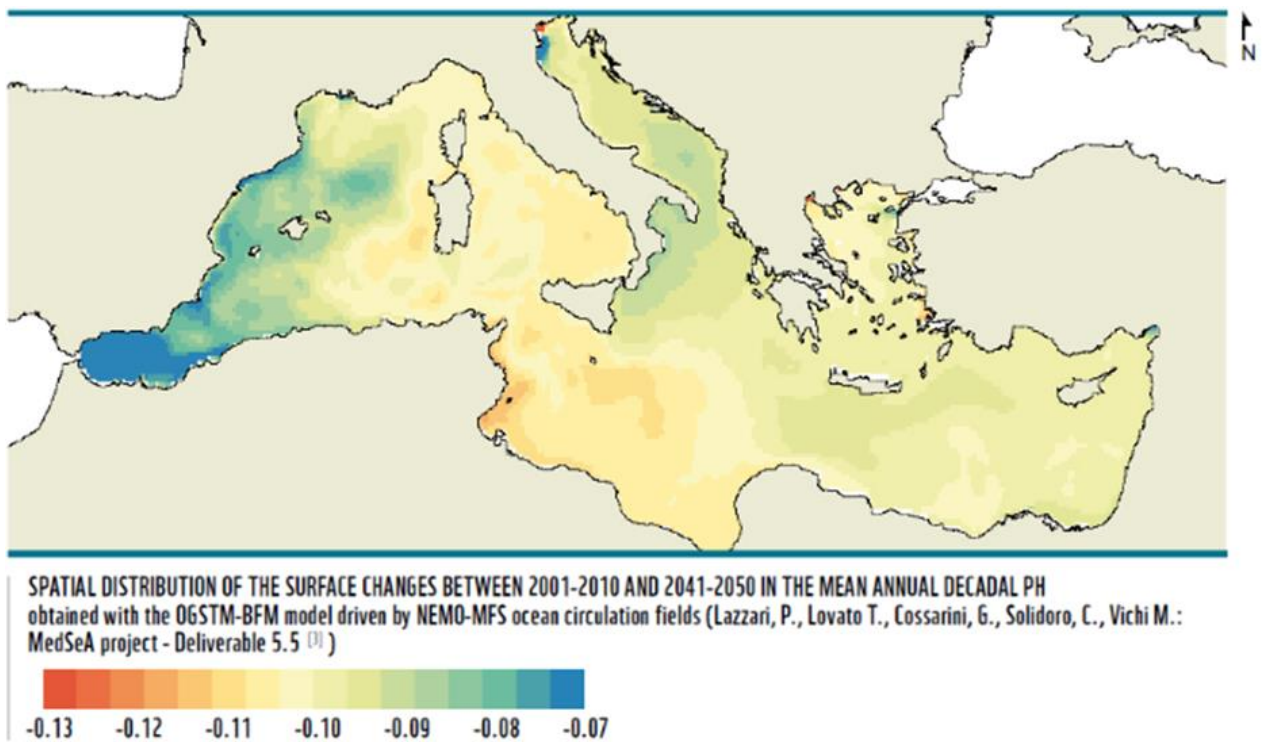 N
SPATIAL DISTRIBUTION OF THE SURFACE CHANGES BETWEEN 2001-2010 AND 2041-2050 IN THE MEAN ANNUAL DECADAL PH
obtained with the OGSTM-BFM model driven by NEMO-MFS ocean circulation fields (Lazzari, P., Lovato T., Cossarini, G., Solidoro, C., Vichi M.:
MedSeA project - Deliverable 5.5 [3] )
-0.13 -0.12 -0.11 -0.10 -0.09 -0.08 -0.07